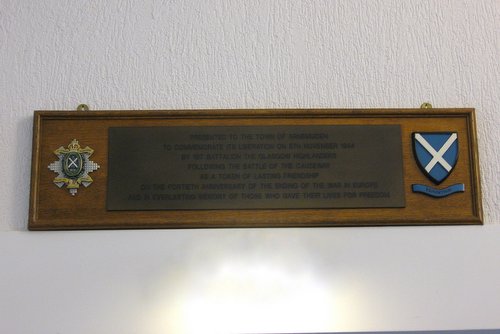 PRESENTED TO THE TOWN OF ARNEMUIDEN
TO COMMEMORATE ITS LIBERATION ON 8TH NOVEMBER 1944
BY 1ST BATTALION THE GLASGOW HIGHLANDERS
FOLLOWING THE BATTLE OF THE CAUSEWAY
AS A TOKEN OF LASTING FRIENDSHIP
ON THE FORTIETH ANNIVERSARY OF THE ENDING OF THE WAR IN EUROPE
AND IN EVERLASTING MEMORY OF THOSE WHO GAVE THEIR LIVES FOR FREEDOM